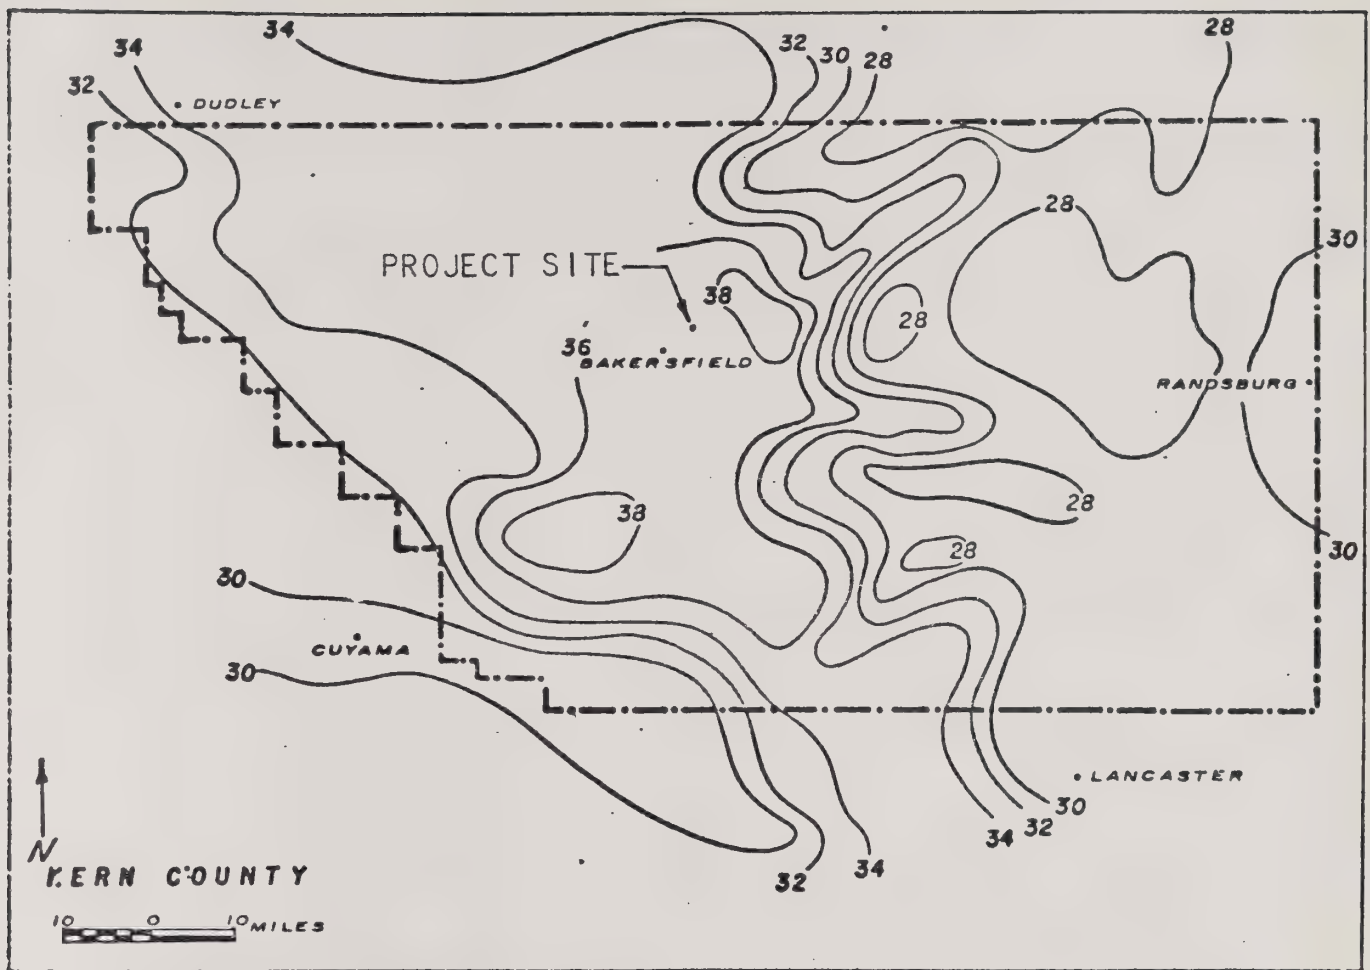 34
34
32
30
28
28
32
DUDLEY
28
30
PROJECT SITE
38
28
36
BAKERSFIELD
RANDSBURG
38
28
28
30
30
CUYAMA
30
LANCASTER
30
32
34
34
32
N
KERN COUNTY
10 0 10 MILES